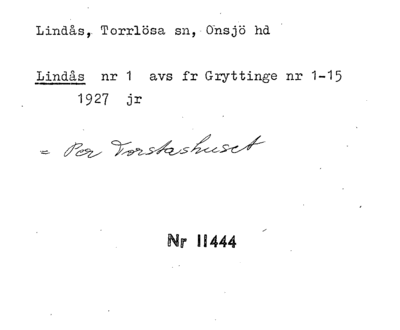 Lindås, Torrlösa sn, Onsjö hd
Lindås nr 1 avs fr Gryttinge nr 1-15
1927 jr
= Per Torstashuset
Nr 11444